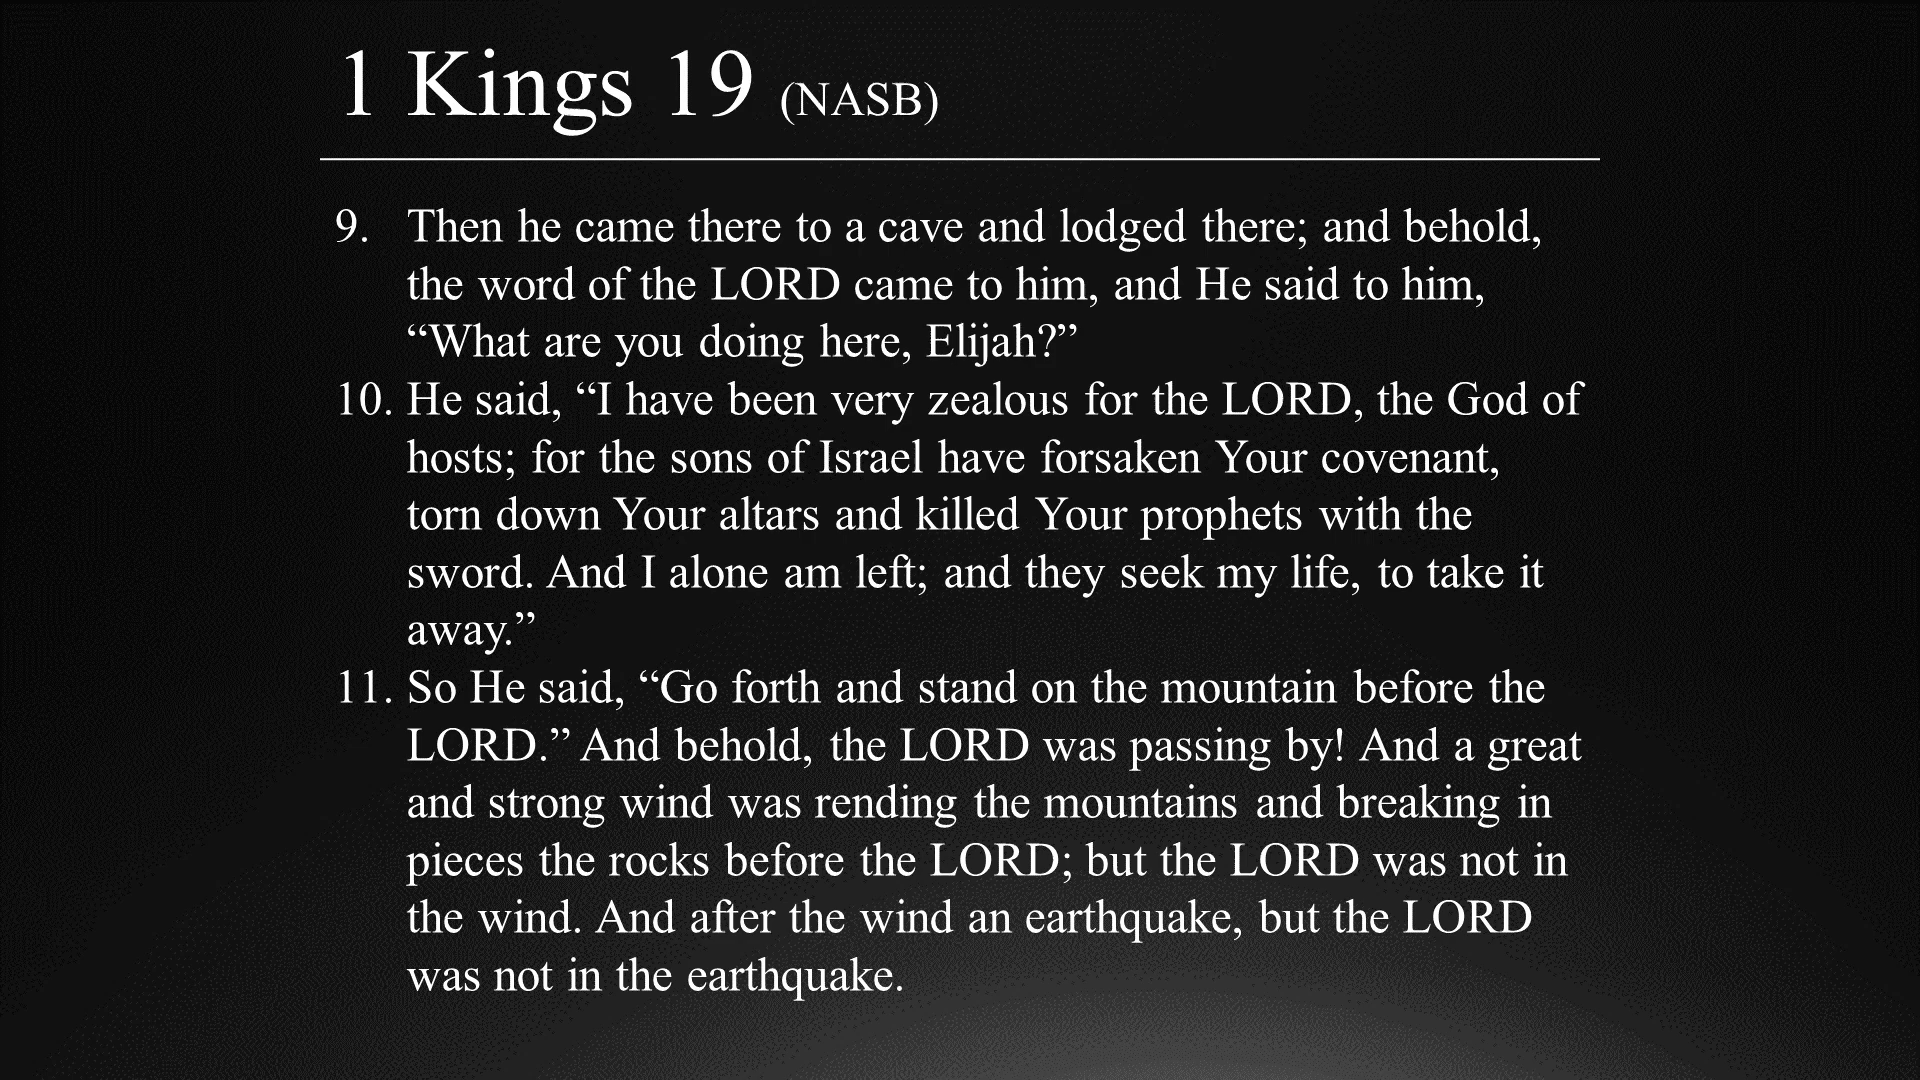 1 Kings 19 (NASB)
9. Then he came there to a cave and lodged there; and behold,
the word of the LORD came to him, and He said to him,
“What are you doing here, Elijah?”
10. He said, “I have been very zealous for the LORD, the God of
hosts; for the sons of Israel have forsaken Your covenant,
torn down Your altars and killed Your prophets with the
sword. And I alone am left; and they seek my life, to take it
away.”
11. So He said, “Go forth and stand on the mountain before the
LORD.” And behold, the LORD was passing by! And a great
and strong wind was rending the mountains and breaking in
pieces the rocks before the LORD; but the LORD was not in
the wind. And after the wind an earthquake, but the LORD
was not in the earthquake.